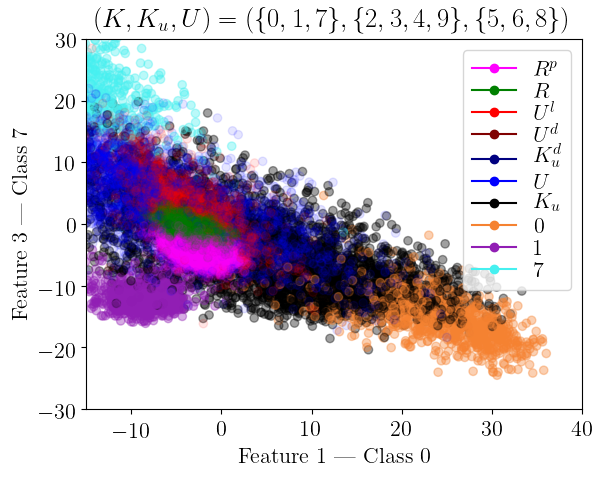 (K, K_u, U) = ({0, 1, 7}, {2, 3, 4, 9}, {5, 6, 8})
R^p
R
U^l
U^d
K_u^d
U
K_u
0
1
7
30
20
10
0
−10
−20
−30
Feature 3 — Class 7
−10
0
10
20
30
40
Feature 1 — Class 0